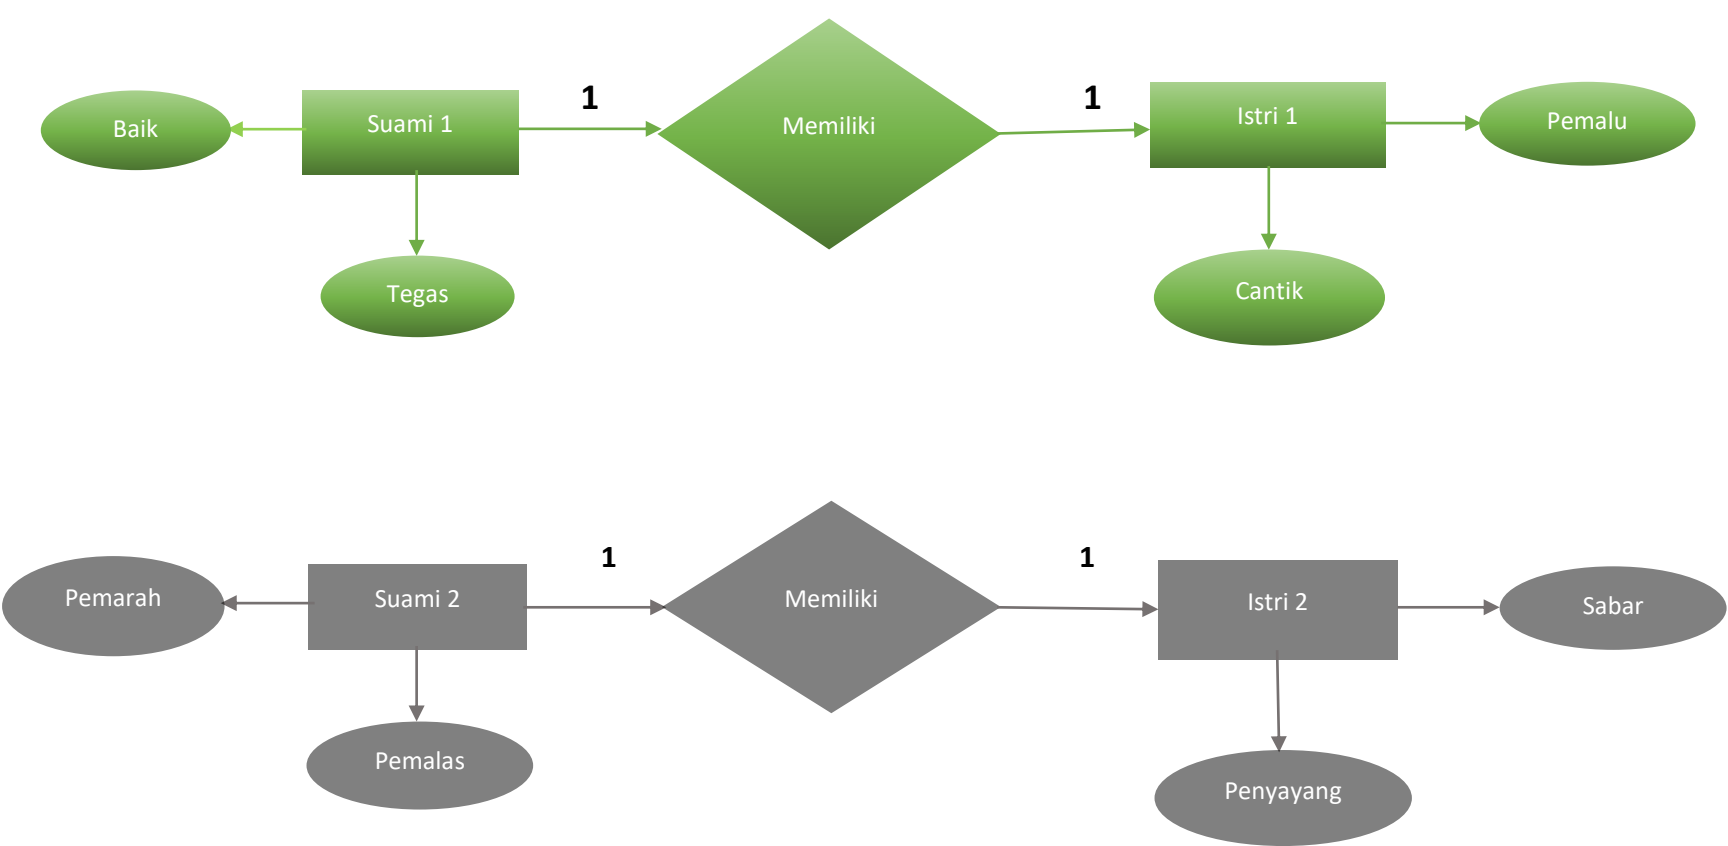 Baik
Suami 1
1
Memiliki
1
Istri 1
Pemalu
Tegas
Cantik
Pemarah
Suami 2
1
Memiliki
1
Istri 2
Sabar
Pemalas
Penyayang